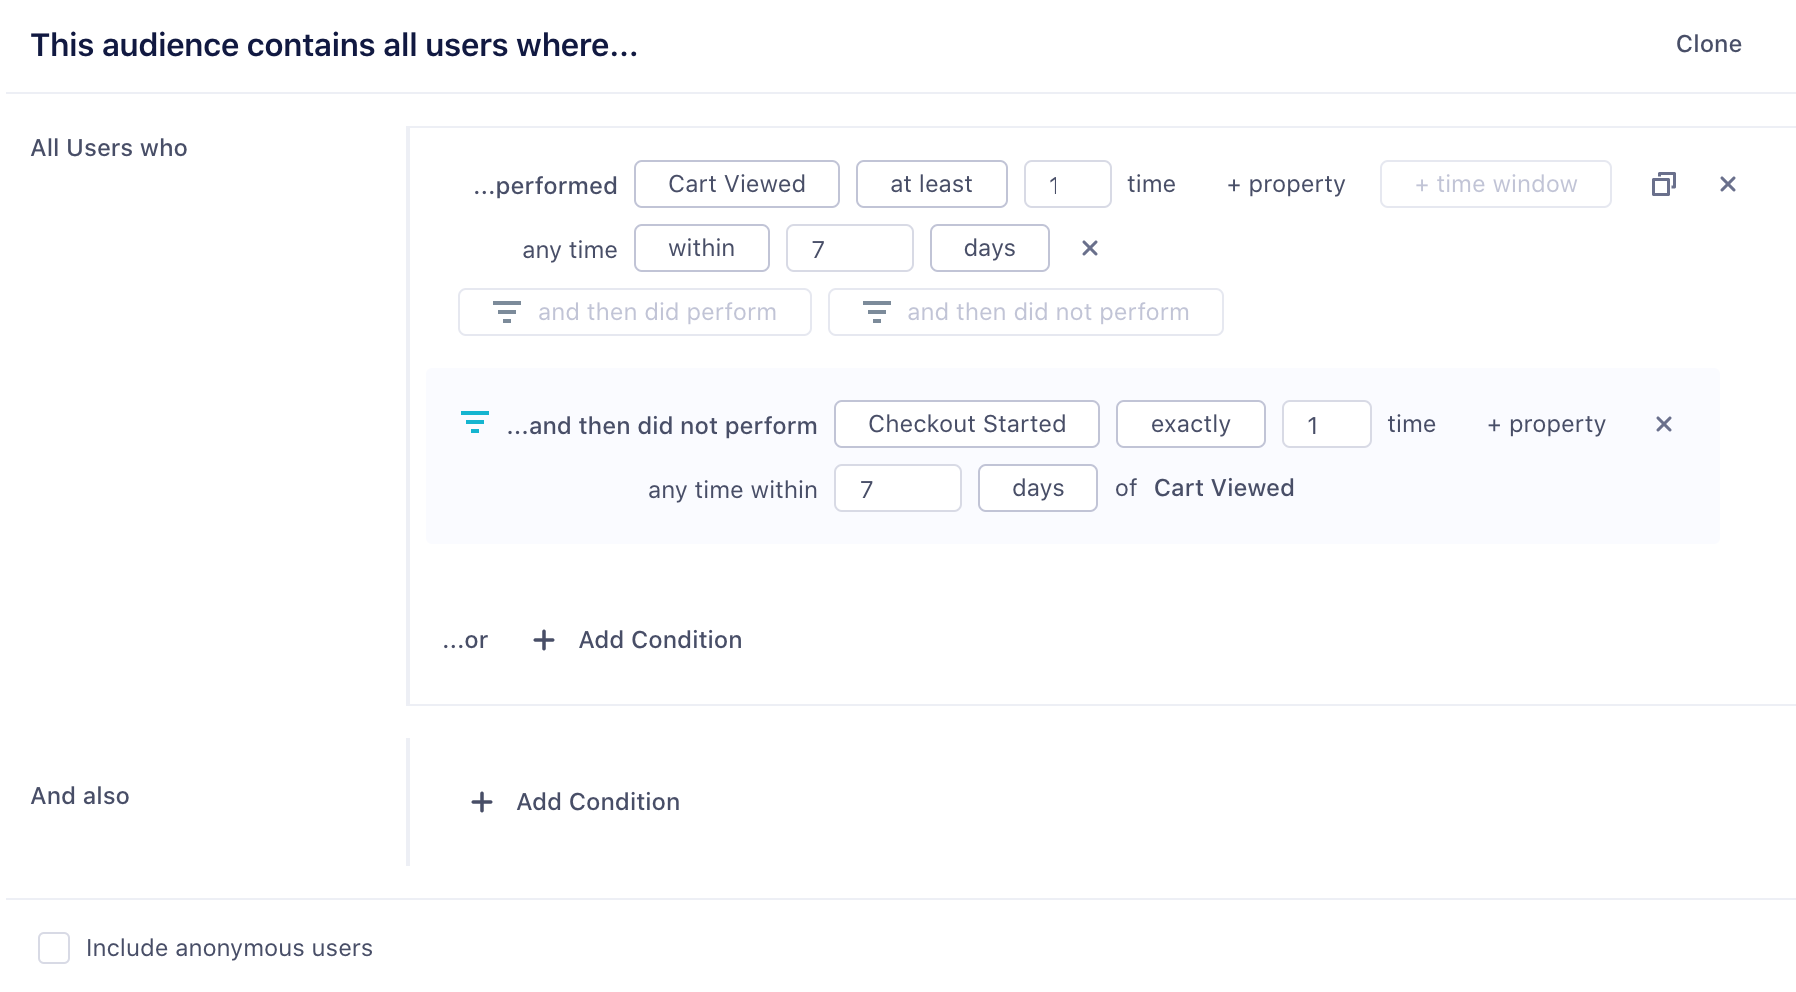 This audience contains all users where...
Clone
All Users who
...performed Cart Viewed at least 1 time + property + time window
any time within 7 days
and then did perform and then did not perform
...and then did not perform Checkout Started exactly 1 time + property
any time within 7 days of Cart Viewed
...or + Add Condition
And also
+ Add Condition
Include anonymous users